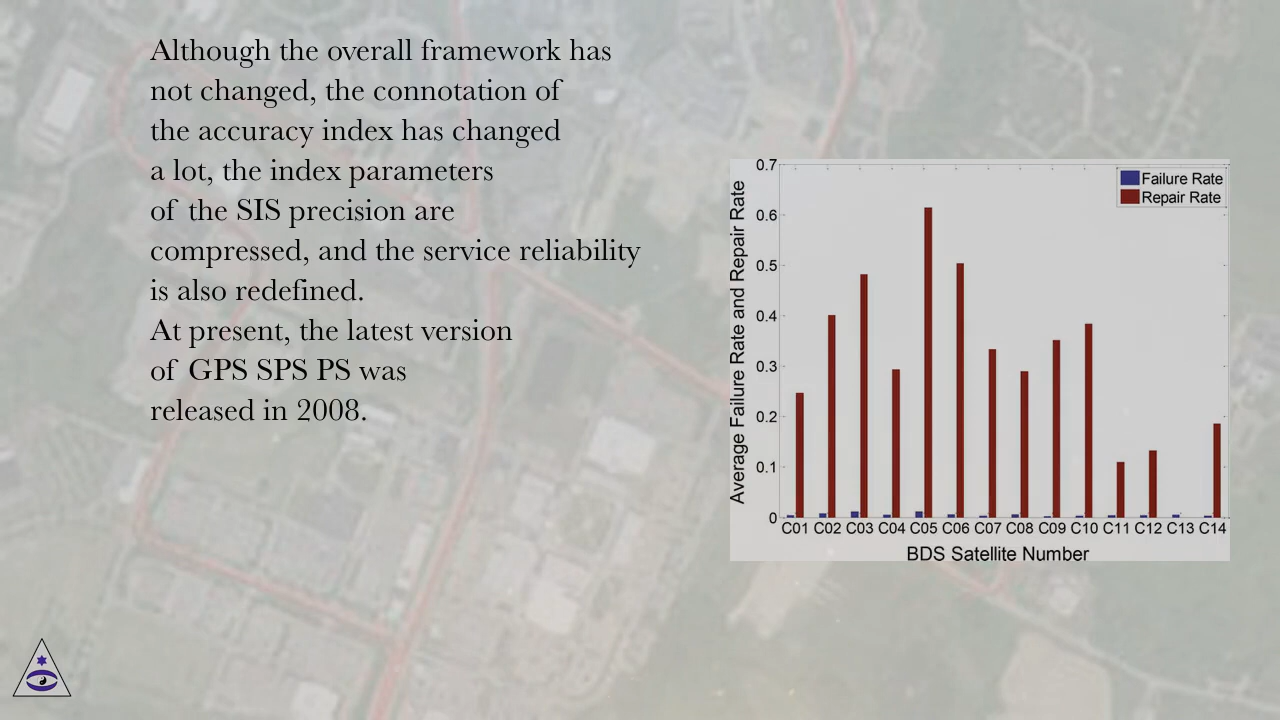 Although the overall framework has
not changed, the connotation of
the accuracy index has changed
a lot, the index parameters
of the SIS precision are
compressed, and the service reliability
is also redefined.
At present, the latest version
of GPS SPS PS was
released in 2008.
Average Failure Rate and Repair Rate
0.7
0.6
0.5
0.4
0.3
0.2
0.1
0
Failure Rate
Repair Rate
C01 C02 C03 C04 C05 C06 C07 C08 C09 C10 C11 C12 C13 C14
BDS Satellite Number